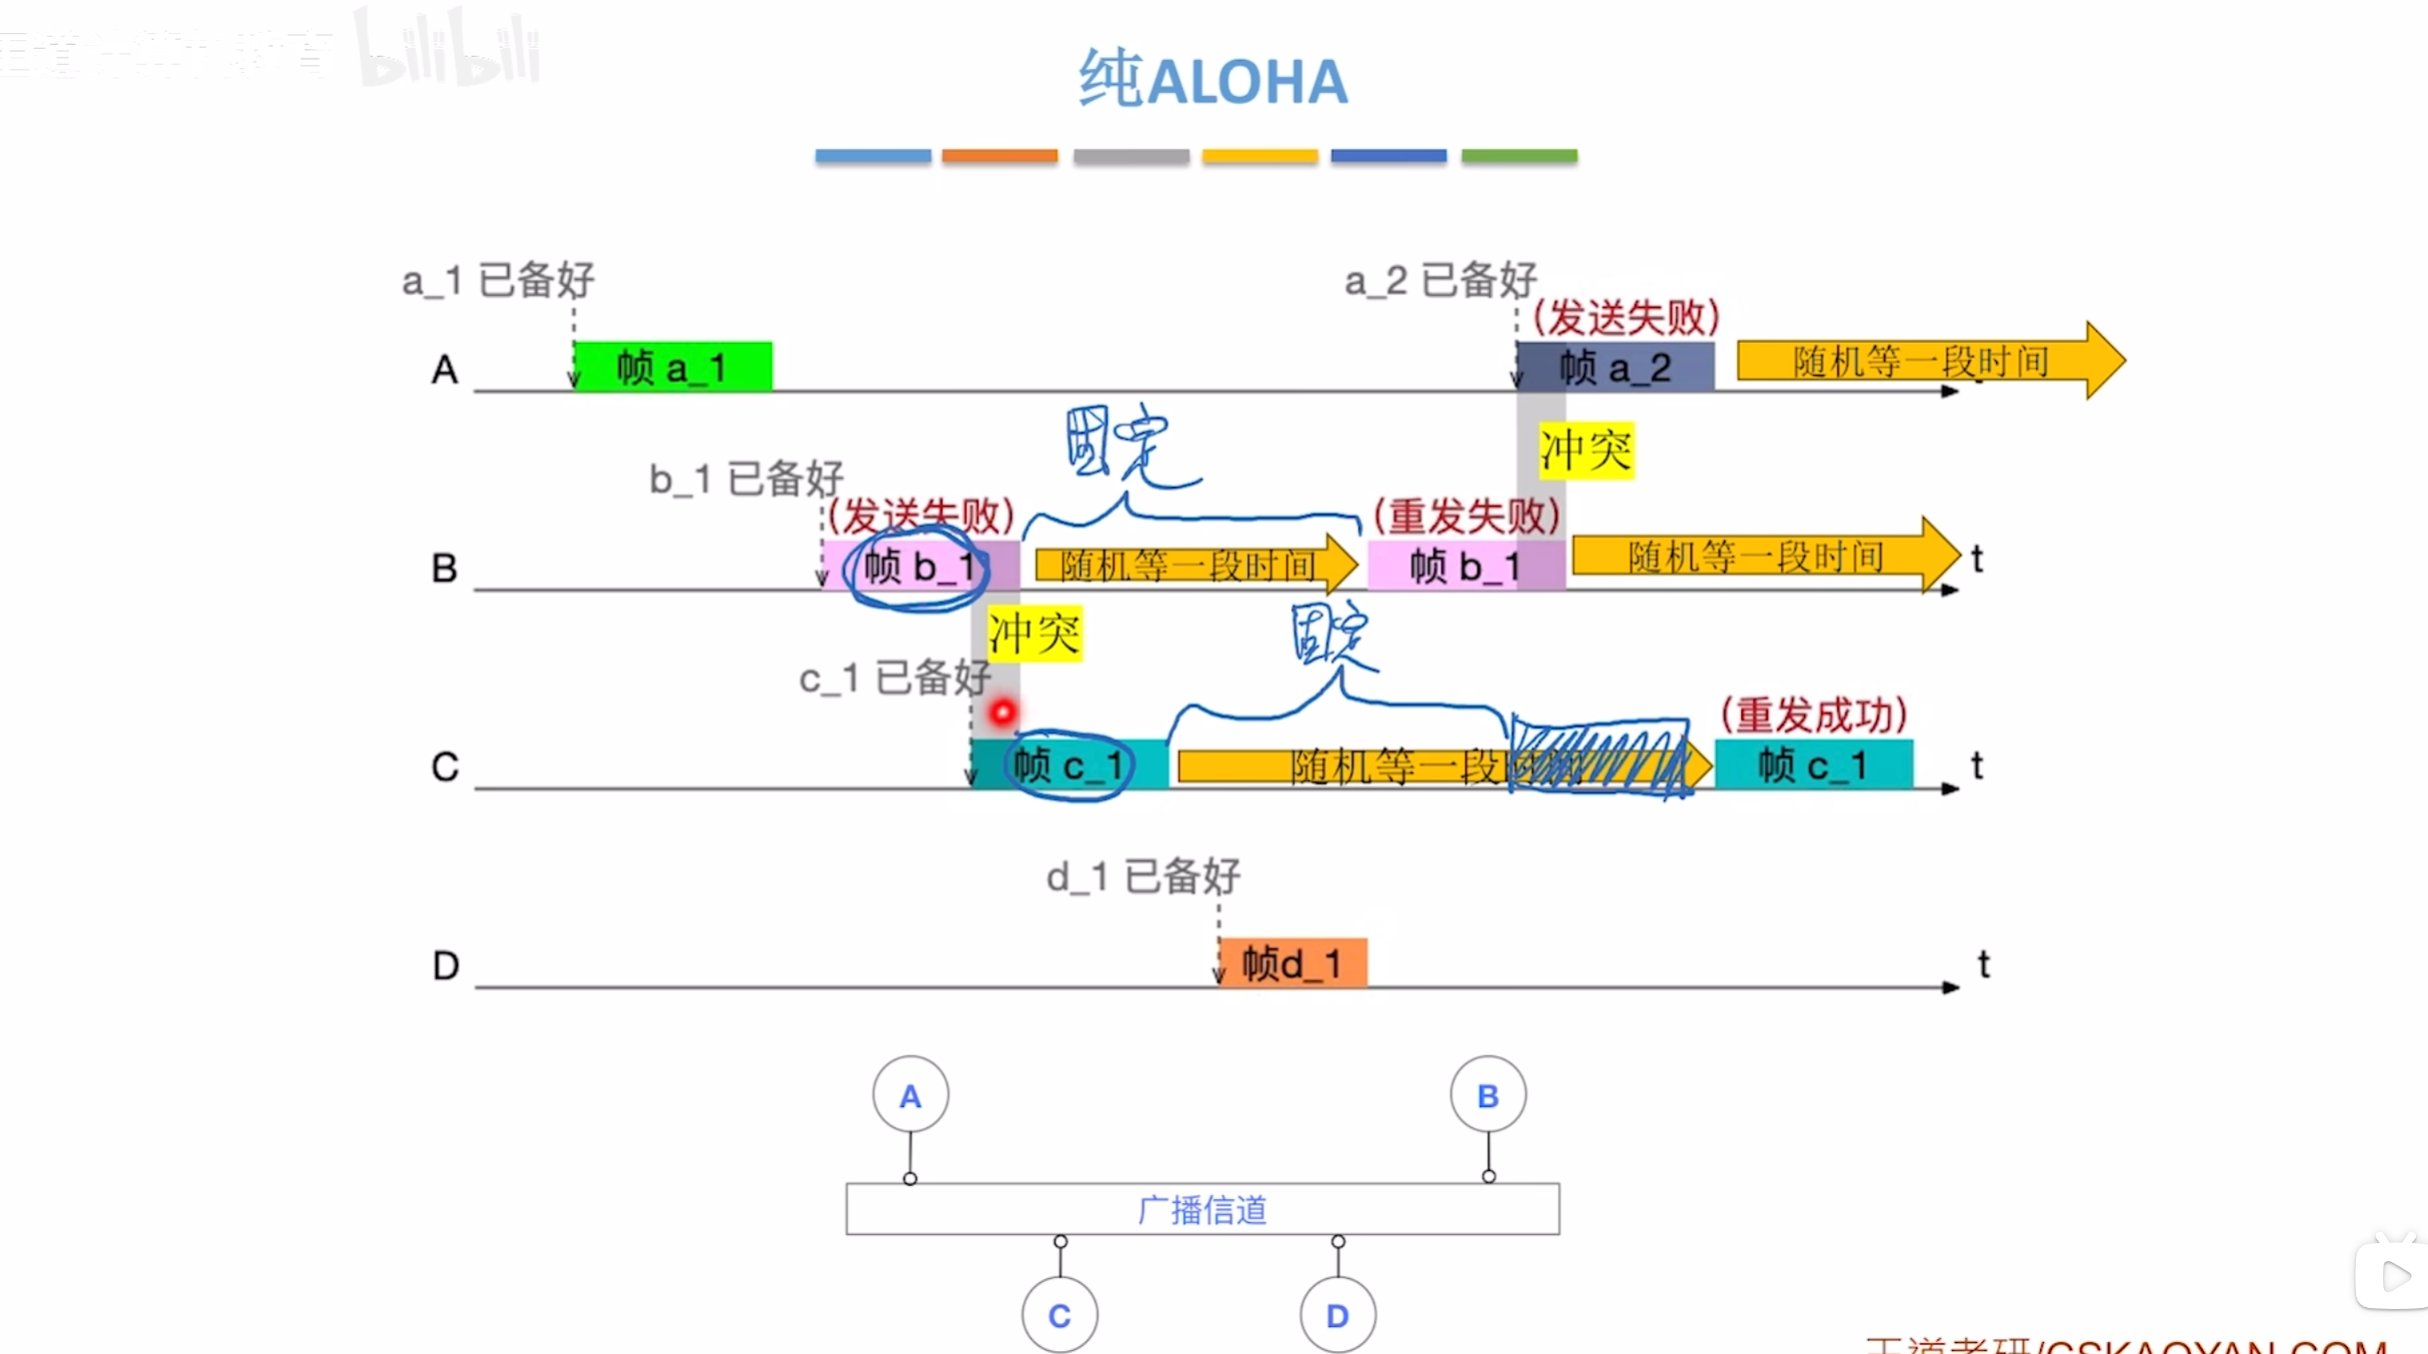 bilibili
纯ALOHA
a_1 已备好
a_2 已备好
(发送失败)
A
帧 a_1
帧 a_2
随机等一段时间
固定
冲突
b_1 已备好
(发送失败)
(重发失败)
B
帧 b_1
随机等一段时间
帧 b_1
随机等一段时间
t
冲突
固定
c_1 已备好
(重发成功)
C
帧 c_1
随机等一段时间
帧 c_1
t
d_1 已备好
D
帧d_1
t
A
B
广播信道
C
D
王道考研/CSKAOYAN.COM